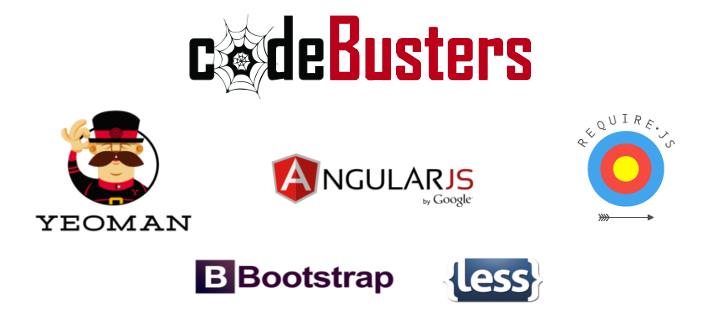 codeBusters
REQUIRE·JS
YEOMAN
ANGULARJS
by Google
B Bootstrap
{less}